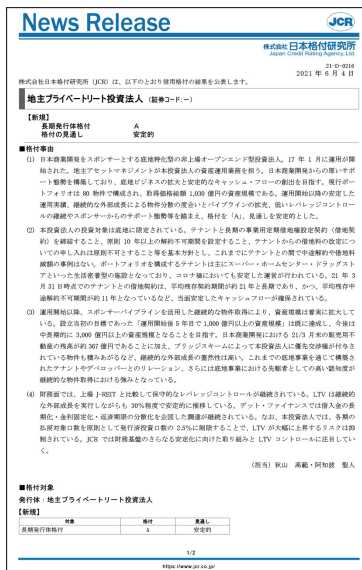 News Release
JCR
株式会社 日本格付研究所
Japan Credit Rating Agency, Ltd.
21-D-0216
2021 年 6 月 4 日
株式会社日本格付研究所（JCR）は、以下のとおり信用格付の結果を公表します。
地主プライベートリート投資法人 （証券コード：－）
【新規】
長期発行体格付 A
格付の見通し 安定的
■格付事由
(1) 日本商業開発をスポンサーとする底地特化型の非上場オープンエンド型投資法人。17 年 1 月に運用が開
始された。地主アセットマネジメントが本投資法人の資産運用業務を担う。日本商業開発からの厚いサポ
ート態勢を構築しており、底地ビジネスの拡大と安定的なキャッシュ・フローの創出を目指す。現行ポー
トフォリオは 80 物件で構成され、取得価格総額 1,030 億円の資産規模である。運用開始以降の安定した
運用実績、継続的な外部成長による物件分散の度合いとパイプラインの拡充、低いレバレッジコントロー
ルの継続やスポンサーからのサポート態勢等を踏まえ、格付を「A」、見通しを安定的とした。
(2) 本投資法人の投資対象は底地に限定されている。テナントと長期の事業用定期借地権設定契約（借地契
約）を締結すること、原則 10 年以上の解約不可期間を設定すること、テナントからの借地料の改定につ
いての申し入れは原則不可とすること等を基本方針とし、これまでにテナントとの間で中途解約や借地料
減額の事例はない。ポートフォリオを構成するテナントは主にスーパー・ホームセンター・ドラッグスト
アといった生活密着型の施設となっており、コロナ禍においても安定した運営が行われている。21 年 3
月 31 日時点でのテナントとの借地契約は、平均残存契約期間が約 21 年と長期であり、かつ、平均残存中
途解約不可期間が約 11 年となっているなど、当面安定したキャッシュフローが確保されている。
(3) 運用開始以降、スポンサーパイプラインを活用した継続的な物件取得により、資産規模は着実に拡大して
いる。設立当初の目標であった「運用開始後 5 年目で 1,000 億円以上の資産規模」は既に達成し、今後は
中長期的に 3,000 億円以上の資産規模となることを目指す。日本商業開発における 21/3 月末の販売用不
動産の残高が約 367 億円であることに加え、ブリッジスキームによって本投資法人に優先交渉権が付与さ
れている物件も積みあがるなど、継続的な外部成長の蓋然性は高い。これまでの底地事業を通じて構築さ
れたテナントやデベロッパーとのリレーション、さらには底地事業における先駆者としての高い認知度が
継続的な物件取得における強みとなっている。
(4) 財務面では、上場 J-REIT と比較して保守的なレバレッジコントロールが継続されている。LTV は継続的
な外部成長を実行しながらも 30％程度で安定的に推移している。デット・ファイナンスでは借入金の長
期化・金利固定化・返済期限の分散化を企図した調達が継続されている。なお、本投資法人では、各期の
払戻対象口数を原則として発行済投資口数の 2.5％に制限することで、LTV が大幅に上昇するリスクは抑
制されている。JCR では財務基盤のさらなる安定化に向けた取り組みと LTV コントロールに注目してい
く。
（担当）秋山 高範・阿知波 聖人
■格付対象
発行体：地主プライベートリート投資法人
【新規】
対象 格付 見通し
長期発行体格付 A 安定的
1/2
https://www.jcr.co.jp/